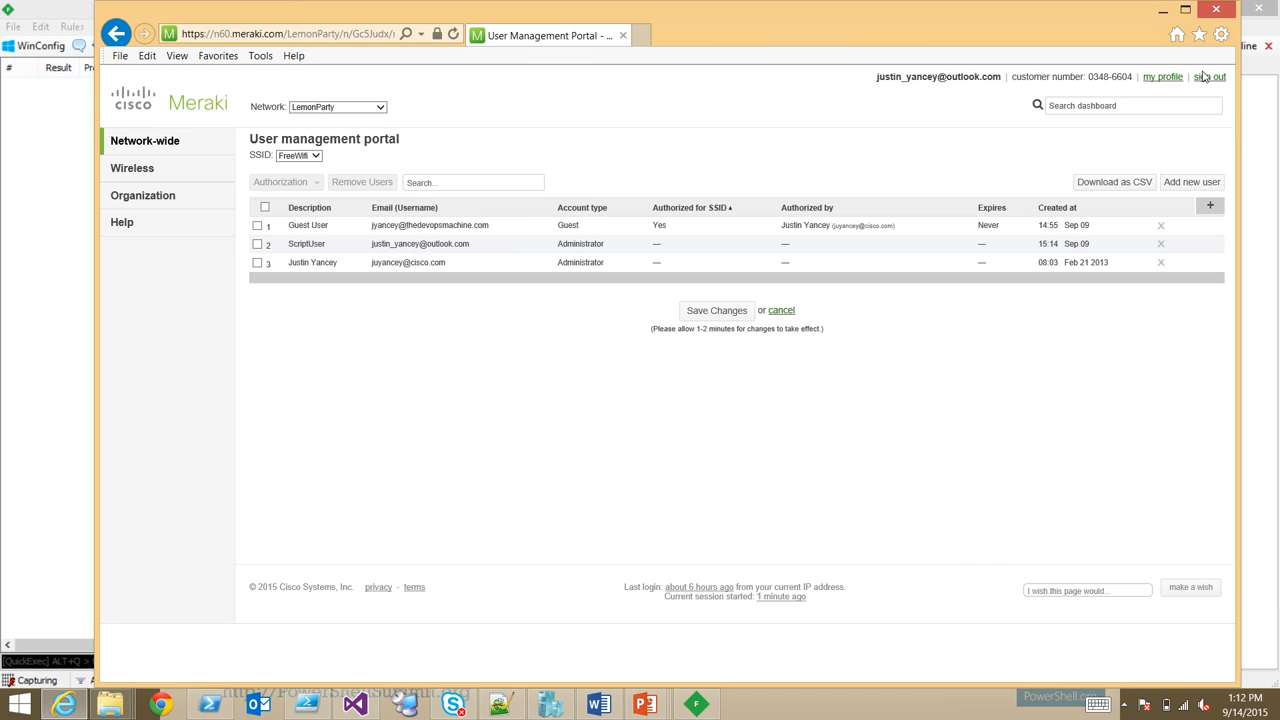 File Edit Rules
WinConfig
# Result
https://n60.meraki.com/LemonParty/n/Gc5Judx/r
User Management Portal - ...
File Edit View Favorites Tools Help
justin_yancey@outlook.com | customer number: 0348-6604 | my profile | sign out
cisco Meraki
Network: LemonParty
Search dashboard
Network-wide
Wireless
Organization
Help
User management portal
SSID: FreeWifi
Authorization Remove Users Search... Download as CSV Add new user
Description Email (Username) Account type Authorized for SSID ▲ Authorized by Expires Created at +
1 Guest User jyancey@thedevopsmachine.com Guest Yes Justin Yancey (juyancey@cisco.com) Never 14:55 Sep 09 X
2 ScriptUser justin_yancey@outlook.com Administrator — — — 15:14 Sep 09 X
3 Justin Yancey juyancey@cisco.com Administrator — — — 08:03 Feb 21 2013 X
Save Changes or cancel
(Please allow 1-2 minutes for changes to take effect.)
© 2015 Cisco Systems, Inc. privacy - terms
Last login: about 6 hours ago from your current IP address.
Current session started: 1 minute ago
I wish this page would...
make a wish
[QuickExec] ALT+Q >
Capturing
PowerShell.org
1:12 PM
9/14/2015